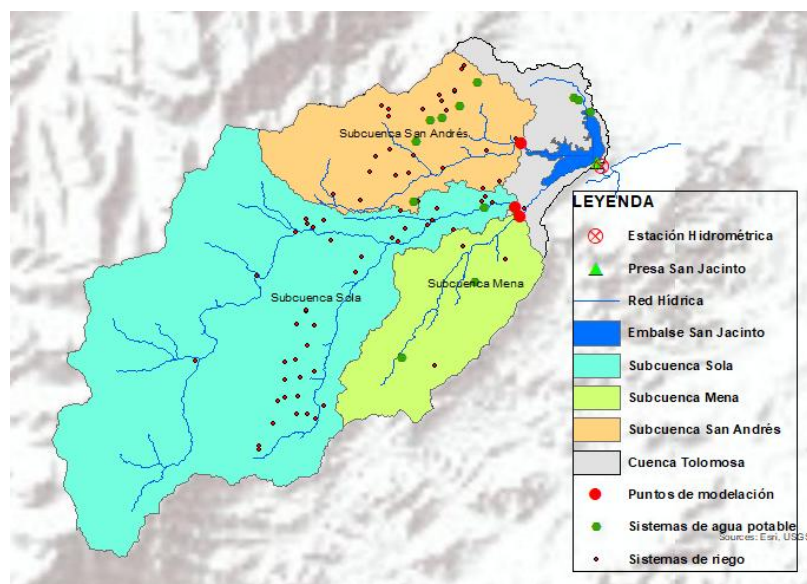 Subcuenca San Andrés
Subcuenca Sola
Subcuenca Mena
LEYENDA
Estación Hidrométrica
Presa San Jacinto
Red Hídrica
Embalse San Jacinto
Subcuenca Sola
Subcuenca Mena
Subcuenca San Andrés
Cuenca Tolomosa
Puntos de modelación
Sistemas de agua potable
Sources: Esri, USGS
Sistemas de riego